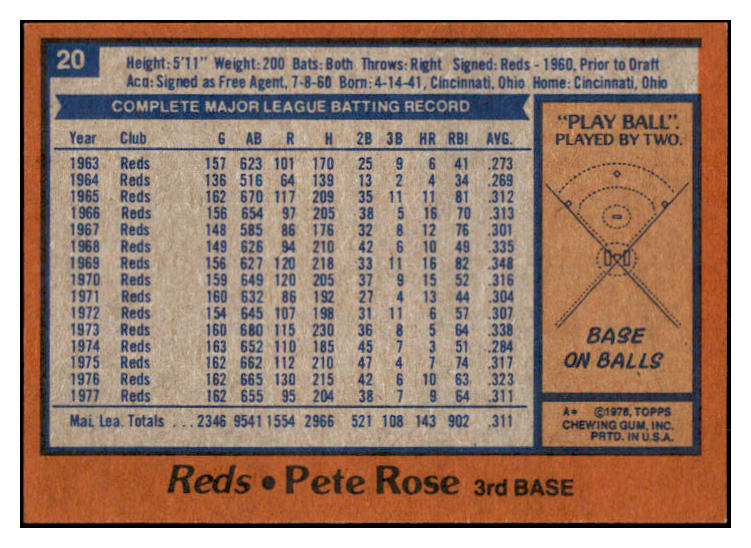 20
Height: 5'11" Weight: 200 Bats: Both Throws: Right Signed: Reds - 1960, Prior to Draft
Acq: Signed as Free Agent, 7-8-60 Born: 4-14-41, Cincinnati, Ohio Home: Cincinnati, Ohio
COMPLETE MAJOR LEAGUE BATTING RECORD
Year Club G AB R H 2B 3B HR RBI AVG.
1963 Reds 157 623 101 170 25 9 6 41 .273
1964 Reds 136 516 64 139 13 2 4 34 .269
1965 Reds 162 670 117 209 35 11 11 81 .312
1966 Reds 156 654 97 205 38 5 16 70 .313
1967 Reds 148 585 86 176 32 8 12 76 .301
1968 Reds 149 626 94 210 42 6 10 49 .335
1969 Reds 156 627 120 218 33 11 16 82 .348
1970 Reds 159 649 120 205 37 9 15 52 .316
1971 Reds 160 632 86 192 27 4 13 44 .304
1972 Reds 154 645 107 198 31 11 6 57 .307
1973 Reds 160 680 115 230 36 8 5 64 .338
1974 Reds 163 652 110 185 45 7 3 51 .284
1975 Reds 162 662 112 210 47 4 7 74 .317
1976 Reds 162 665 130 215 42 6 10 63 .323
1977 Reds 162 655 95 204 38 7 9 64 .311
Maj. Lea. Totals ... 2346 9541 1554 2966 521 108 143 902 .311
"PLAY BALL".
PLAYED BY TWO.
BASE
ON BALLS
A* ©1978, TOPPS
CHEWING GUM, INC.
PRTD. IN U.S.A.
Reds • Pete Rose 3rd BASE